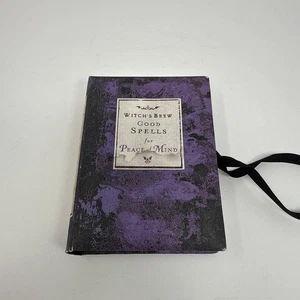 WITCH'S BREW
GOOD
SPELLS
for
PEACE of MIND